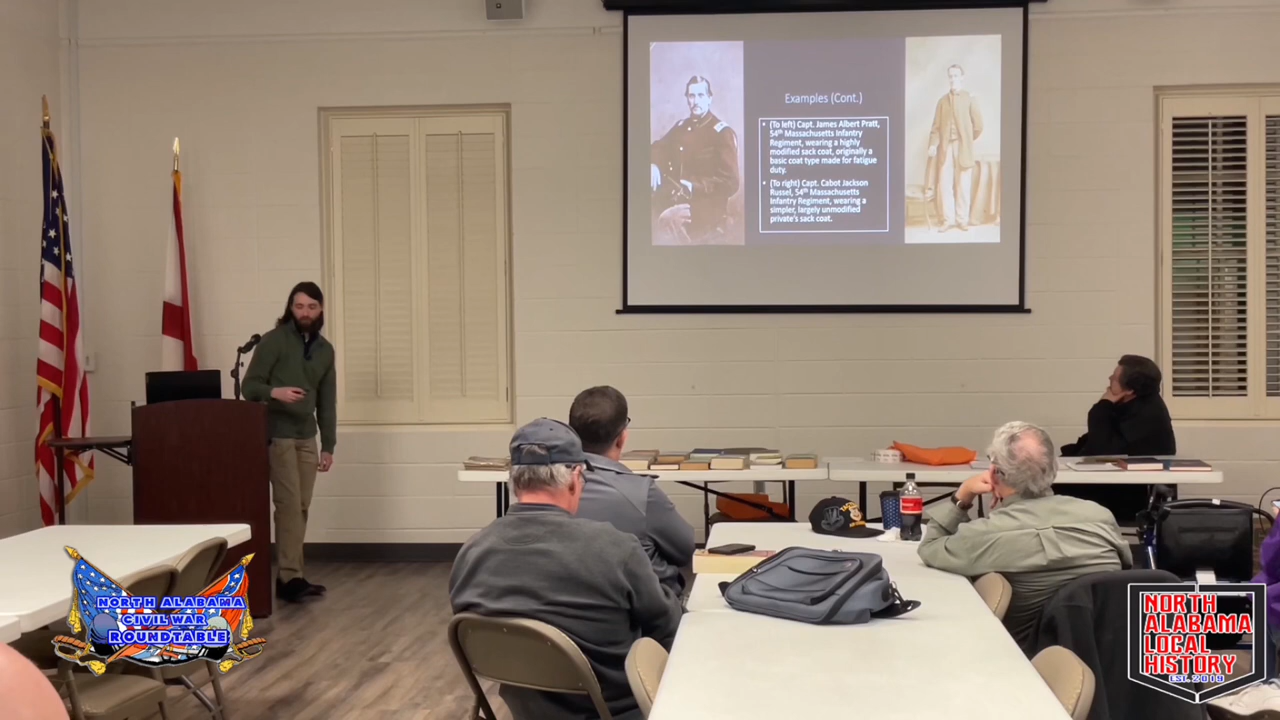 Examples (Cont.)
• (To left) Capt. James Albert Pratt,
54th Massachusetts Infantry
Regiment, wearing a highly
modified sack coat, originally a
basic coat type made for fatigue
duty.
• (To right) Capt. Cabot Jackson
Russel, 54th Massachusetts
Infantry Regiment, wearing a
simpler, largely unmodified
private's sack coat.
NORTH ALABAMA
CIVIL WAR
ROUNDTABLE
NORTH
ALABAMA
LOCAL
HISTORY
EST. 2019